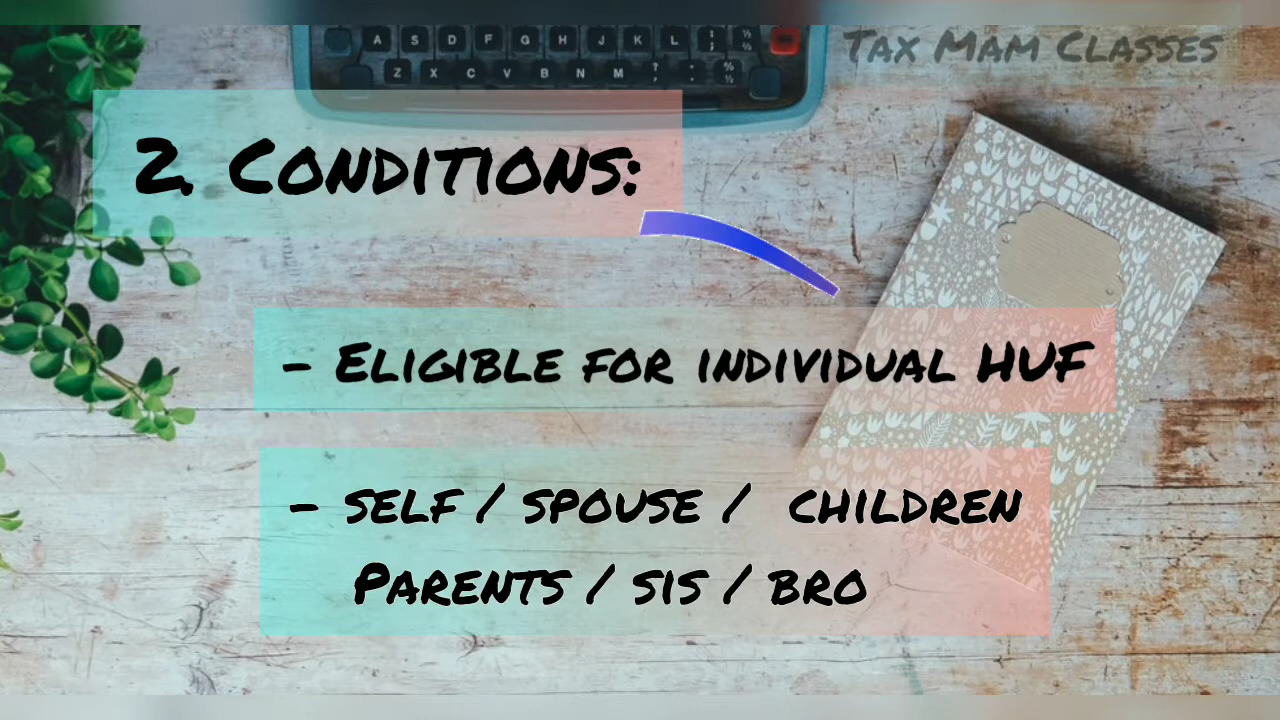 Tax Mam Classes
A S D F G H J K L
Z X C V B N M ?
2. Conditions:
- Eligible for individual HUF
- self / spouse / children
Parents / sis / bro